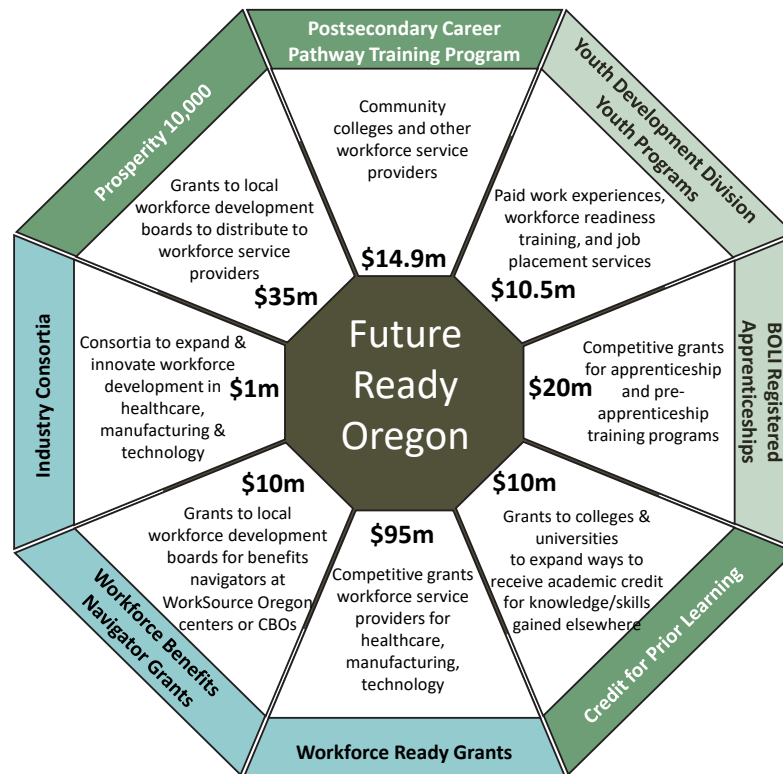 Postsecondary Career
Pathway Training Program
Community
colleges and other
workforce service
providers
$14.9m
Youth Development Division
Youth Programs
Paid work experiences,
workforce readiness
training, and job
placement services
$10.5m
BOLI Registered
Apprenticeships
Competitive grants
for apprenticeship
and pre-
apprenticeship
training programs
$20m
Credit for Prior Learning
$10m
Grants to colleges &
universities
to expand ways to
receive academic credit
for knowledge/skills
gained elsewhere
Workforce Ready Grants
$95m
Competitive grants
workforce service
providers for
healthcare,
manufacturing,
technology
Workforce Benefits
Navigator Grants
$10m
Grants to local
workforce development
boards for benefits
navigators at
WorkSource Oregon
centers or CBOs
Industry Consortia
Consortia to expand &
innovate workforce
development in
healthcare,
manufacturing &
technology
$1m
Prosperity 10,000
Grants to local
workforce development
boards to distribute to
workforce service
providers
$35m
Future
Ready
Oregon